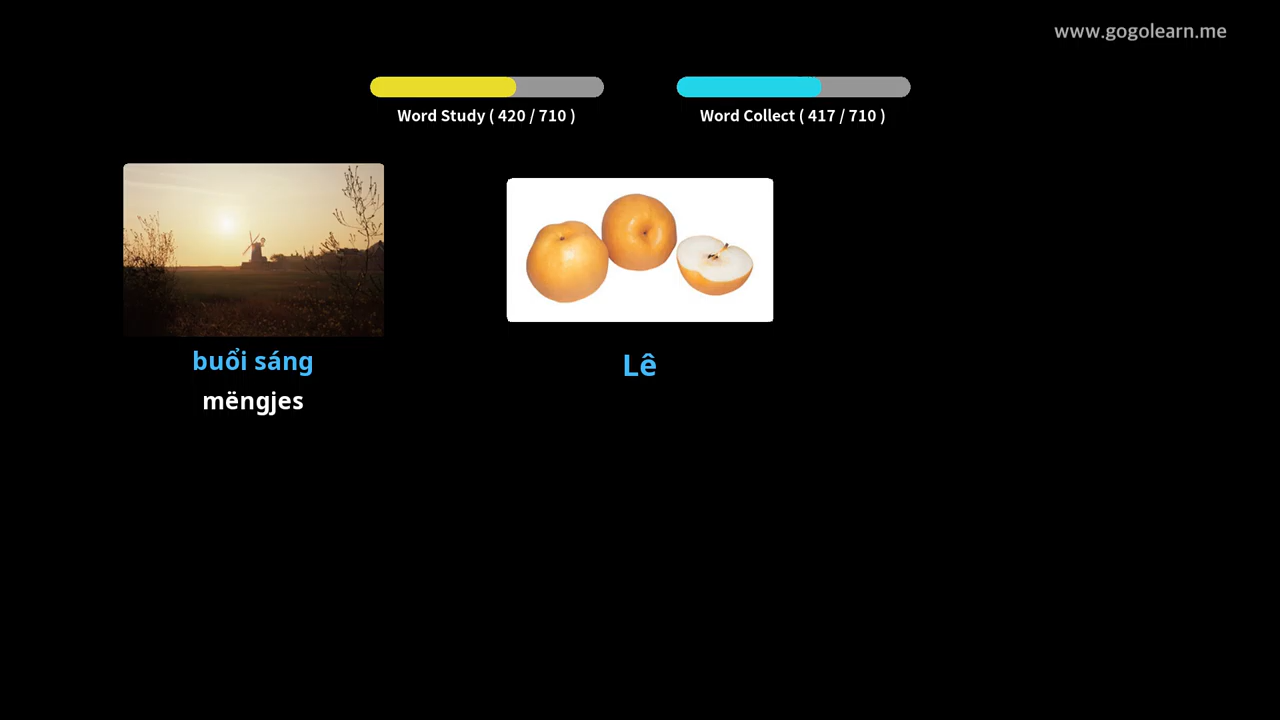 www.gogolearn.me
Word Study ( 420 / 710 )
Word Collect ( 417 / 710 )
buổi sáng
mëngjes
Lê